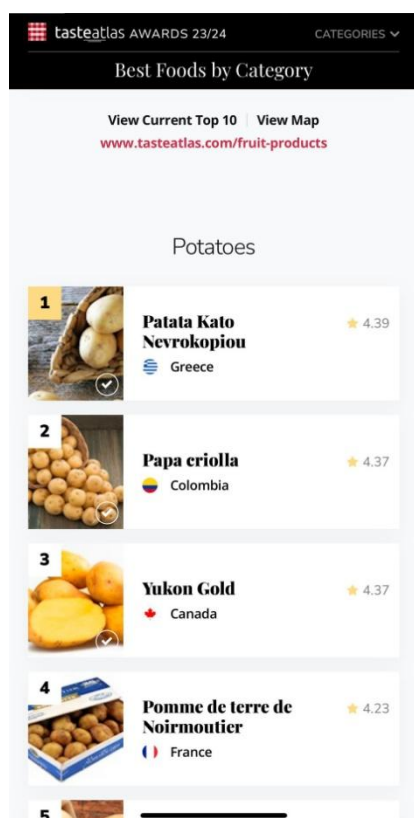 tasteatlas AWARDS 23/24
CATEGORIES
Best Foods by Category
View Current Top 10 | View Map
www.tasteatlas.com/fruit-products
Potatoes
1
Patata Kato
Nevrokopiou
4.39
Greece
2
Papa criolla
4.37
Colombia
3
Yukon Gold
4.37
Canada
4
Pomme de terre de
Noirmoutier
4.23
France
5